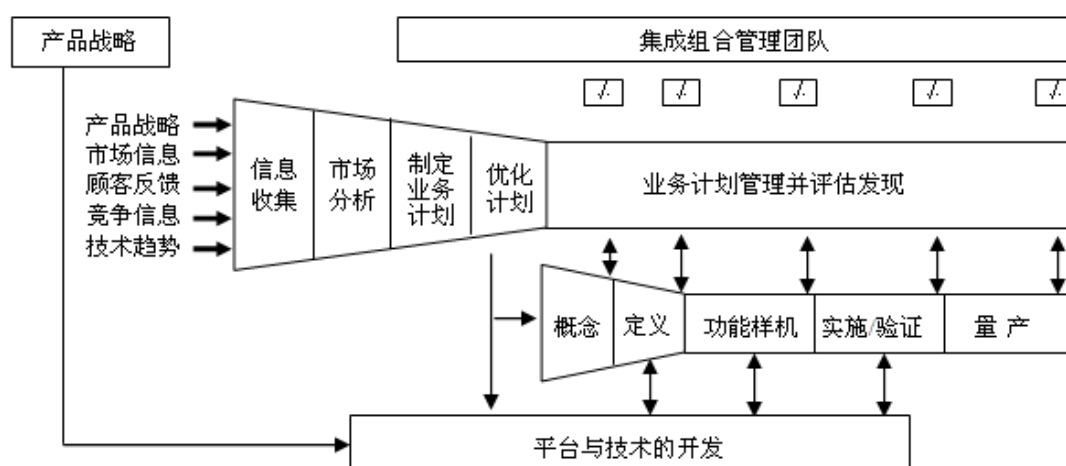 产品战略
集成组合管理团队
产品战略
市场信息
顾客反馈
竞争信息
技术趋势
信息
收集
市场
分析
制定
业务
计划
优化
计划
业务计划管理并评估发现
概念
定义
功能样机
实施/验证
量产
平台与技术的开发